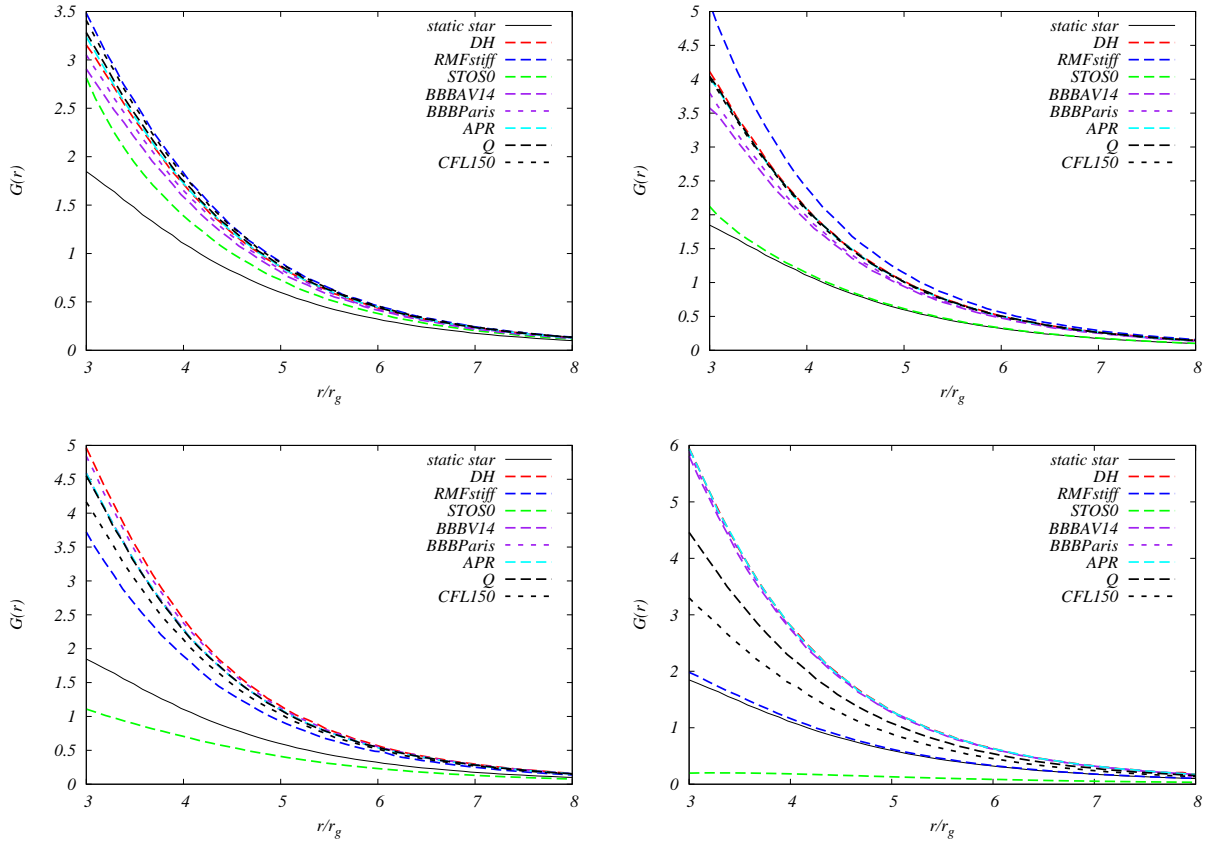 3.5
3
2.5
2
1.5
1
0.5
0
3 4 5 6 7 8
G(r)
r/r_g
static star
DH
RMFstiff
STOS0
BBBAV14
BBBParis
APR
Q
CFL150
5
4.5
4
3.5
3
2.5
2
1.5
1
0.5
0
3 4 5 6 7 8
G(r)
r/r_g
static star
DH
RMFstiff
STOS0
BBBAV14
BBBParis
APR
Q
CFL150
5
4.5
4
3.5
3
2.5
2
1.5
1
0.5
0
3 4 5 6 7 8
G(r)
r/r_g
static star
DH
RMFstiff
STOS0
BBBV14
BBBParis
APR
Q
CFL150
6
5
4
3
2
1
0
3 4 5 6 7 8
G(r)
r/r_g
static star
DH
RMFstiff
STOS0
BBBAV14
BBBParis
APR
Q
CFL150